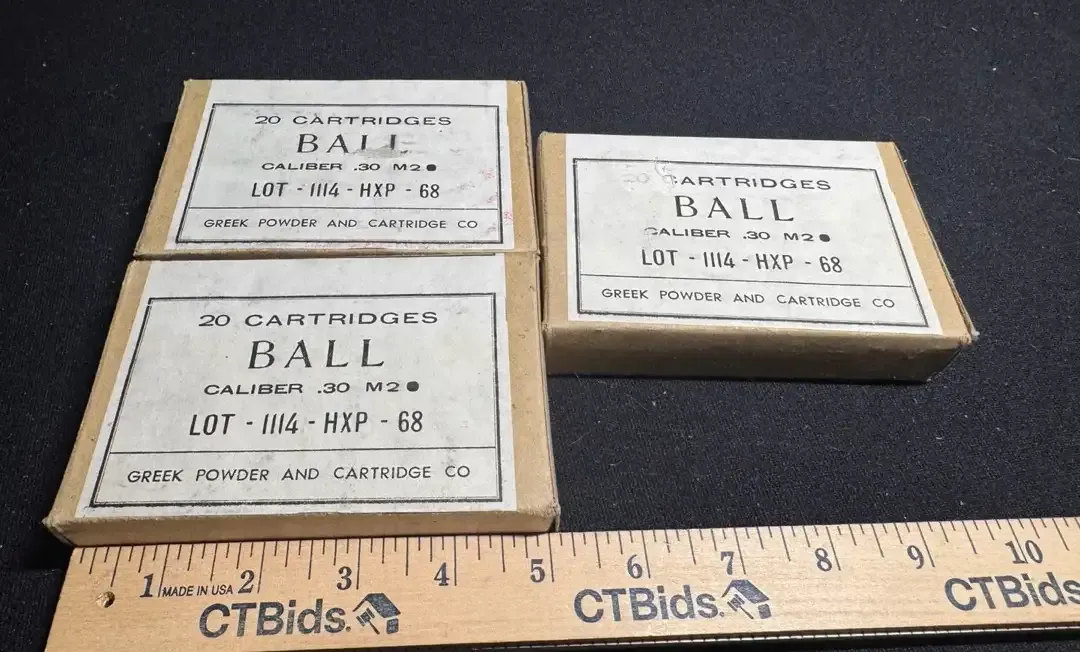 20 CARTRIDGES
BALL
CALIBER .30 M2●
LOT - 1114 - HXP - 68
GREEK POWDER AND CARTRIDGE CO
20 CARTRIDGES
BALL
CALIBER .30 M2●
LOT - 1114 - HXP - 68
GREEK POWDER AND CARTRIDGE CO
20 CARTRIDGES
BALL
CALIBER .30 M2●
LOT - 1114 - HXP - 68
GREEK POWDER AND CARTRIDGE CO
1 MADE IN USA 2 3 4 5 6 7 8 9 10
CTBids. CTBids. CTBids